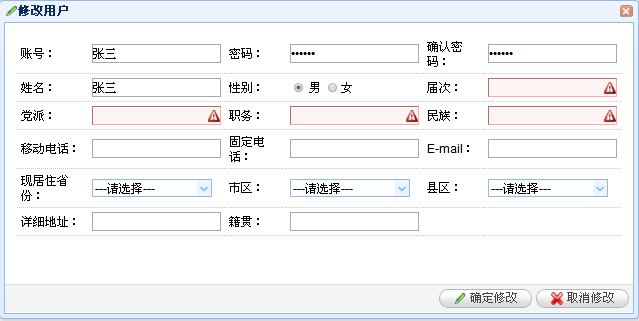 修改用户
账号： 张三 密码： •••••• 确认密码： ••••••
姓名： 张三 性别： 男 女 届次：
党派： 职务： 民族：
移动电话： 固定电话： E-mail：
现居住省份： ---请选择--- 市区： ---请选择--- 县区： ---请选择---
详细地址： 籍贯：
确定修改 取消修改